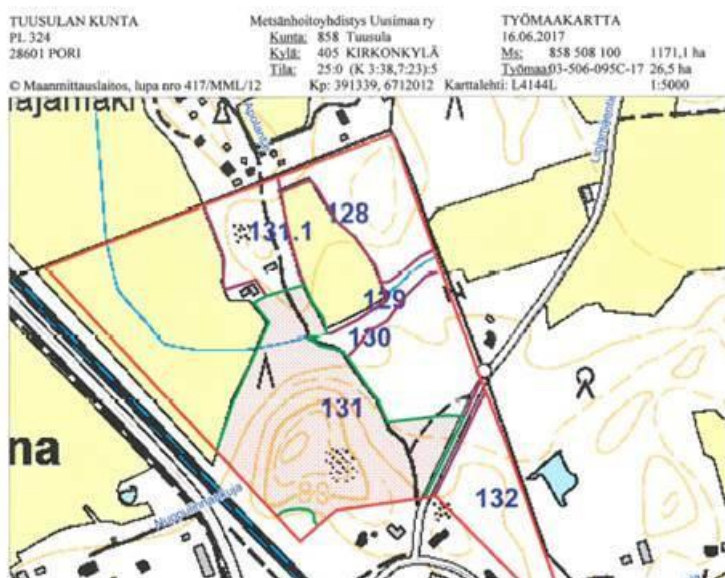 TUUSULAN KUNTA
PL 324
28601 PORI
Metsänhoitoyhdistys Uusimaa ry
Kunta: 858 Tuusula
Kylä: 405 KIRKONKYLÄ
Tila: 25:0 (K 3:38,7:23):5
TYÖMAAKARTTA
16.06.2017
Ms: 858 508 100 1171,1 ha
Työmaa:03-506-095C-17 26,5 ha
© Maanmittauslaitos, lupa nro 417/MML/12 Kp: 391339, 6712012 Karttalehti: L4144L 1:5000
ajamäki
128
131.1
129
130
131
na
132